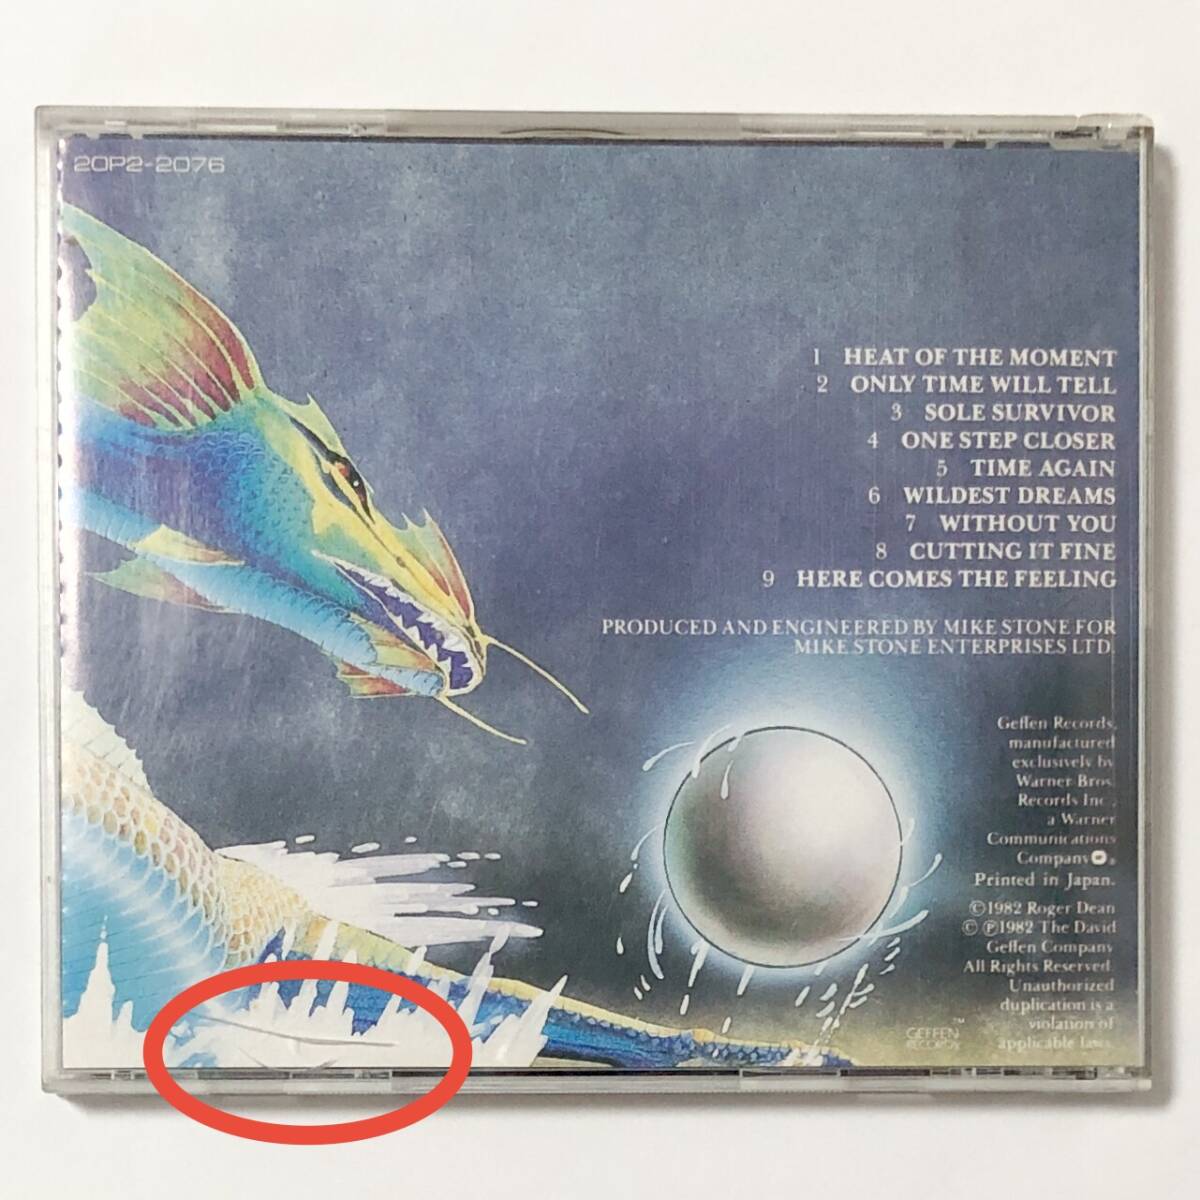 20P2-2076
1 HEAT OF THE MOMENT
2 ONLY TIME WILL TELL
3 SOLE SURVIVOR
4 ONE STEP CLOSER
5 TIME AGAIN
6 WILDEST DREAMS
7 WITHOUT YOU
8 CUTTING IT FINE
9 HERE COMES THE FEELING
PRODUCED AND ENGINEERED BY MIKE STONE FOR
MIKE STONE ENTERPRISES LTD.
Geffen Records,
manufactured
exclusively by
Warner Bros.
Records Inc.,
a Warner
Communications
Company.
Printed in Japan.
©1982 Roger Dean
© ℗1982 The David
Geffen Company
All Rights Reserved.
Unauthorized
duplication is a
violation of
applicable laws.
GEFFEN™
RECORDS